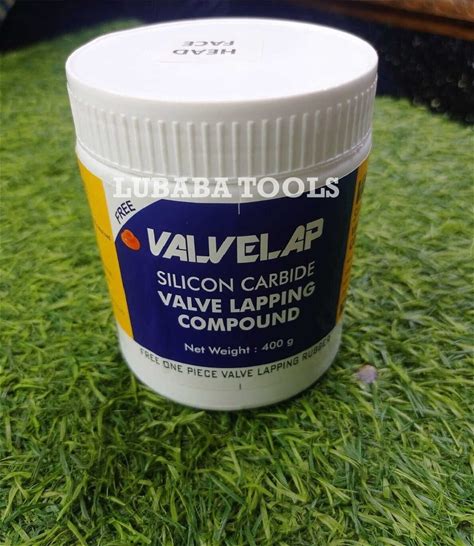 HEAD
FACE
LUBABA TOOLS
FREE
VALVELAP
SILICON CARBIDE
VALVE LAPPING
COMPOUND
Net Weight : 400 g
FREE ONE PIECE VALVE LAPPING RUBBER